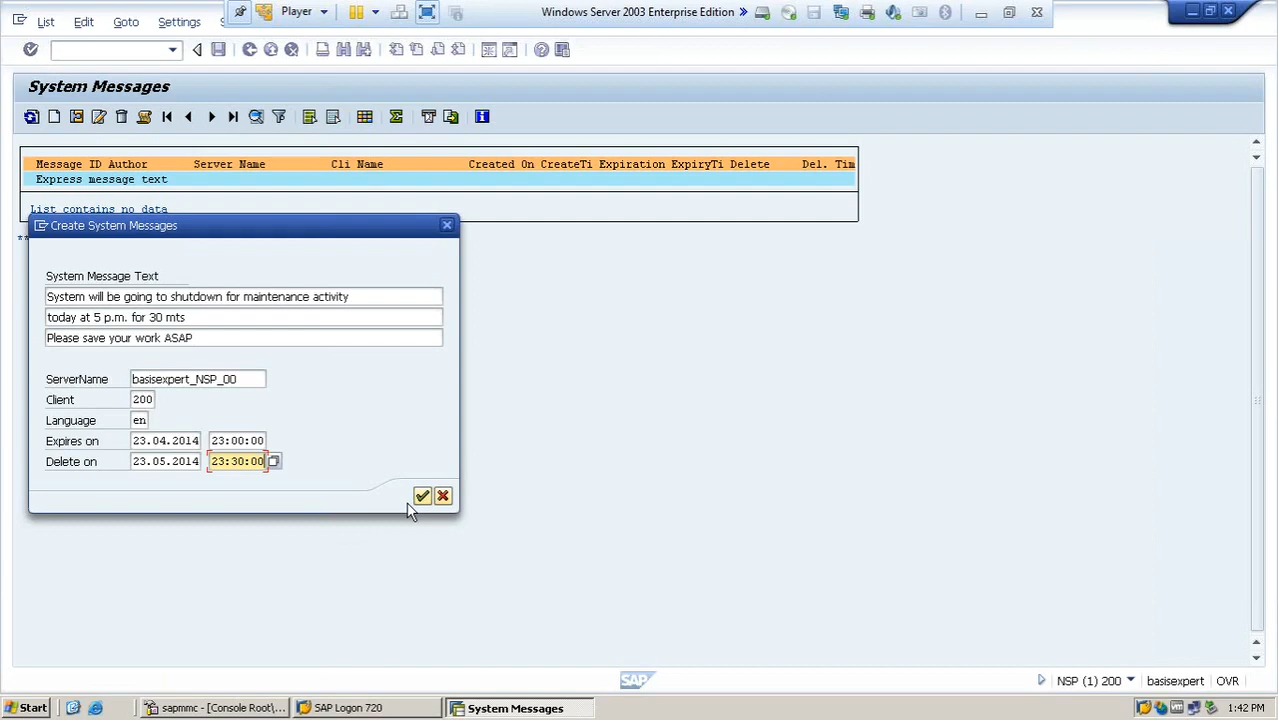 List Edit Goto Settings
Player
Windows Server 2003 Enterprise Edition
System Messages
Message ID Author Server Name Cli Name Created On CreateTi Expiration ExpiryTi Delete Del. Tim
Express message text
List contains no data
**
Create System Messages
System Message Text
System will be going to shutdown for maintenance activity
today at 5 p.m. for 30 mts
Please save your work ASAP
ServerName basisexpert_NSP_00
Client 200
Language en
Expires on 23.04.2014 23:00:00
Delete on 23.05.2014 23:30:00
SAP
NSP (1) 200 basisexpert OVR
Start sapmmc - [Console Root\... SAP Logon 720 System Messages 1:42 PM